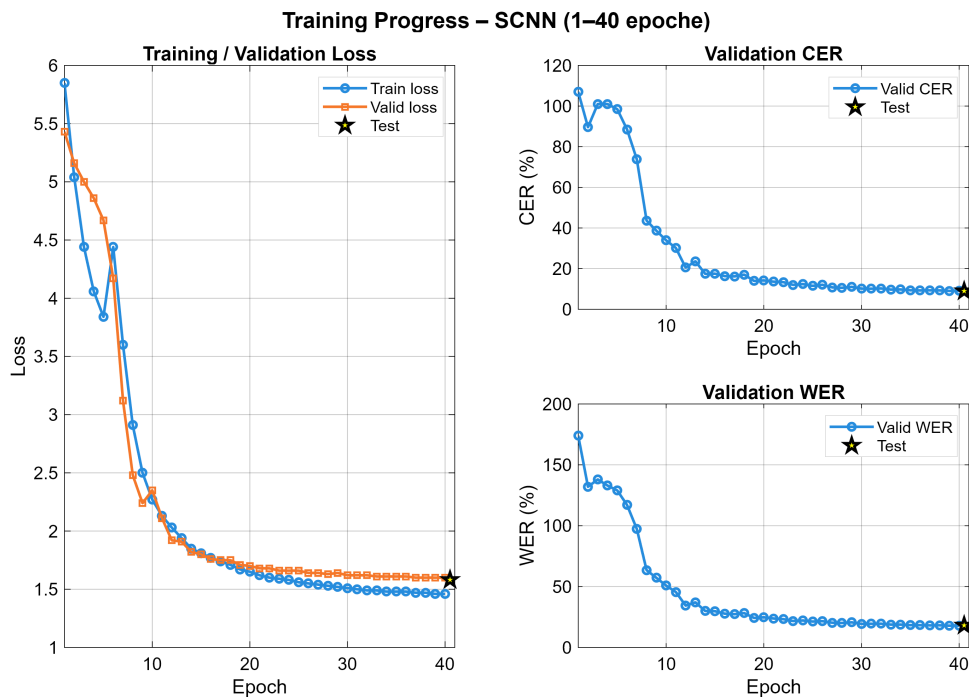 Training Progress – SCNN (1–40 epoche)
Training / Validation Loss
6
5.5
5
4.5
4
3.5
3
2.5
2
1.5
1
Loss
10
20
30
40
Epoch
Train loss
Valid loss
Test
Validation CER
120
100
80
60
40
20
0
CER (%)
10
20
30
40
Epoch
Valid CER
Test
Validation WER
200
150
100
50
0
WER (%)
10
20
30
40
Epoch
Valid WER
Test